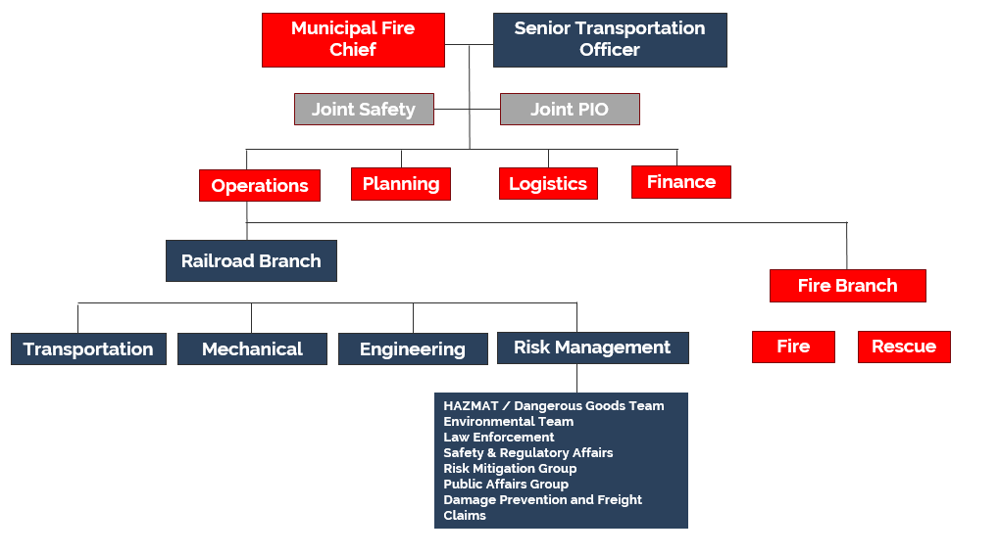 Municipal Fire
Chief
Senior Transportation
Officer
Joint Safety
Joint PIO
Operations
Planning
Logistics
Finance
Railroad Branch
Fire Branch
Transportation
Mechanical
Engineering
Risk Management
Fire
Rescue
HAZMAT / Dangerous Goods Team
Environmental Team
Law Enforcement
Safety & Regulatory Affairs
Risk Mitigation Group
Public Affairs Group
Damage Prevention and Freight
Claims